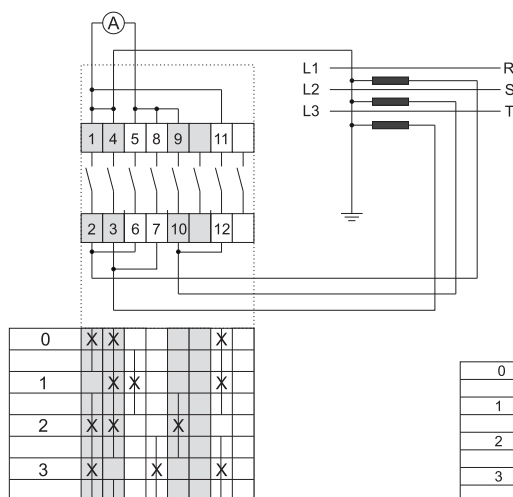 A
L1 R
L2 S
L3 T
1 4 5 8 9 11
2 3 6 7 10 12
0 X X X
1 X X X
2 X X X
3 X X X
0
1
2
3